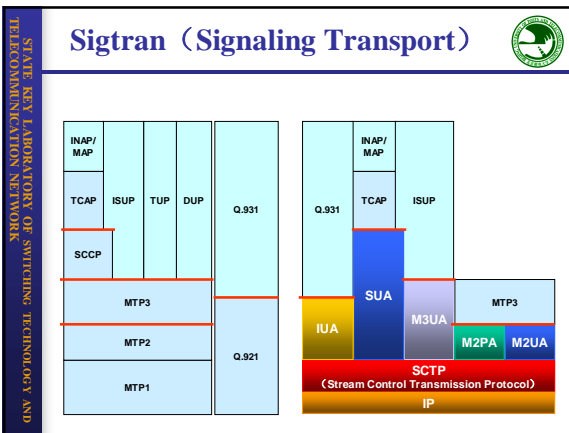 Sigtran（Signaling Transport）
STATE KEY LABORATORY OF SWITCHING TECHNOLOGY AND
TELECOMMUNICATION NETWORK
INAP/
MAP
TCAP
ISUP
TUP
DUP
SCCP
MTP3
MTP2
MTP1
Q.931
Q.921
Q.931
INAP/
MAP
TCAP
ISUP
IUA
SUA
M3UA
MTP3
M2PA
M2UA
SCTP
（Stream Control Transmission Protocol）
IP